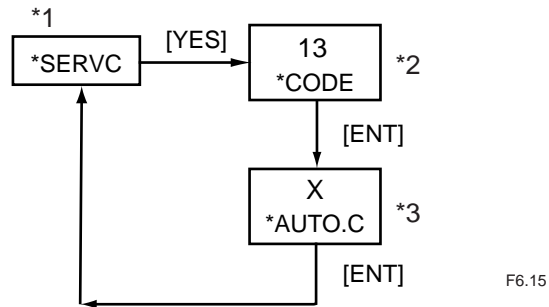 *1
*SERVC
[YES]
13
*CODE
*2
[ENT]
X
*AUTO.C
*3
[ENT]
F6.15